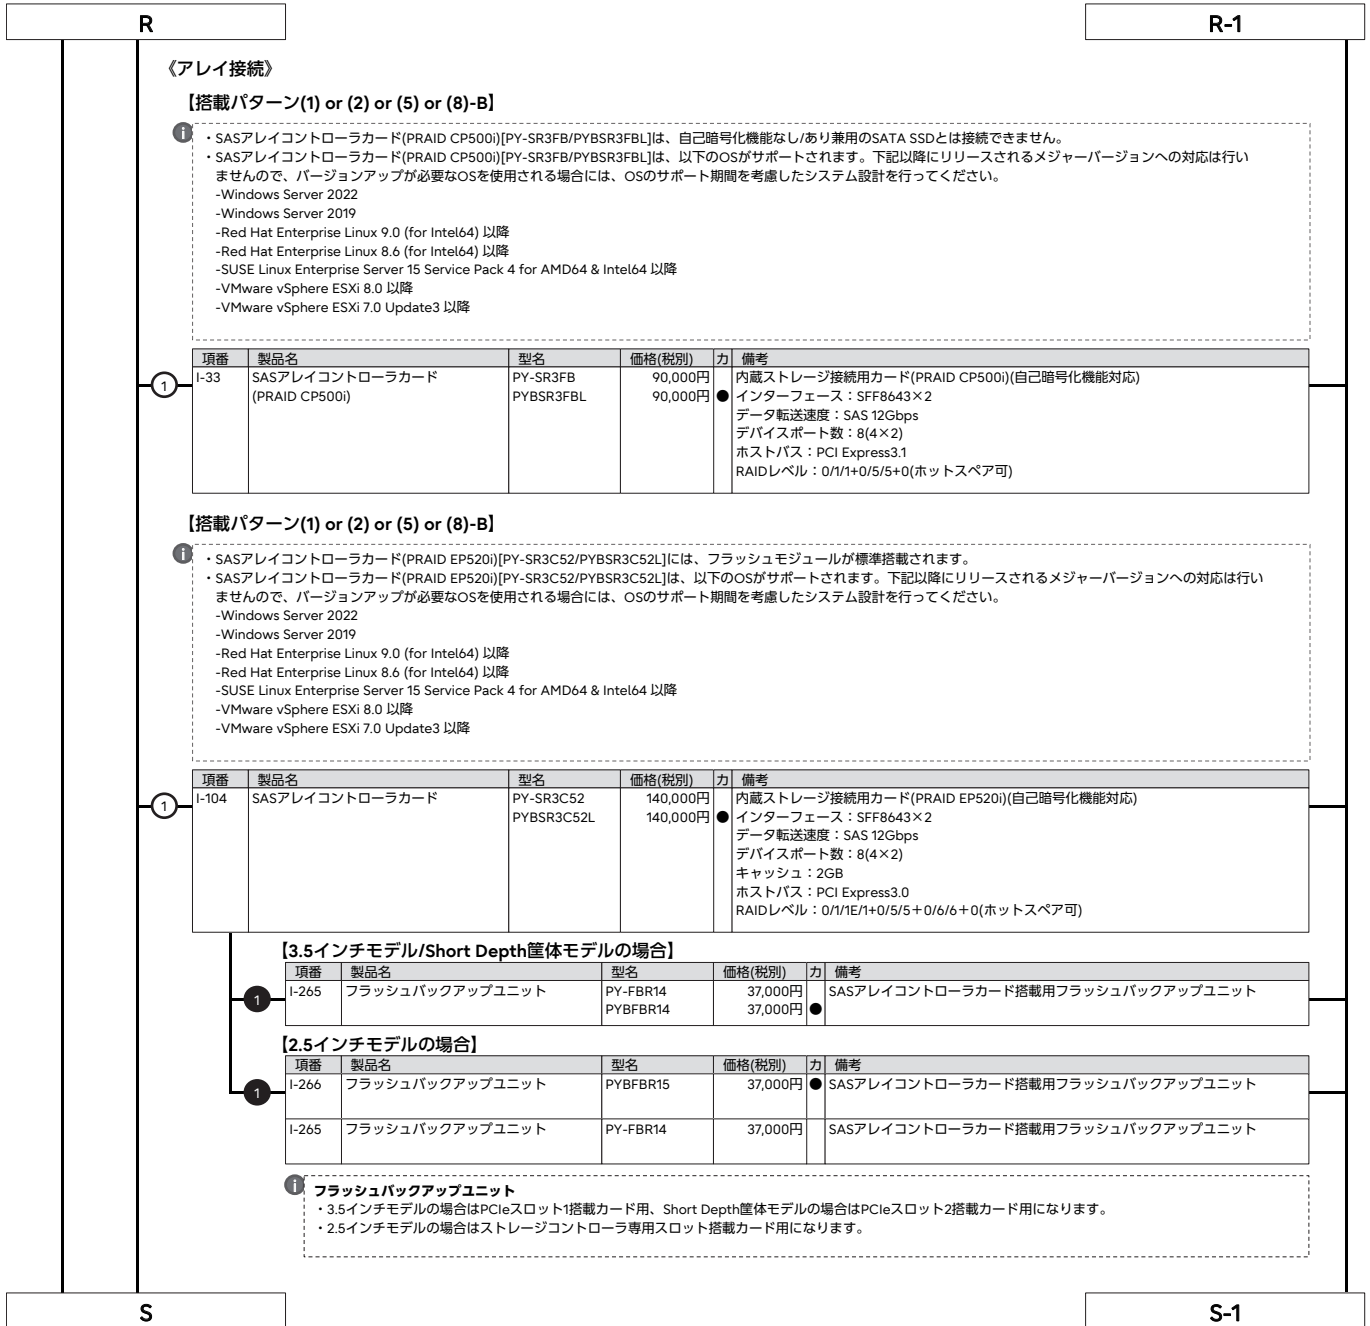 R
R-1
《アレイ接続》
【搭載パターン(1) or (2) or (5) or (8)-B】
・SASアレイコントローラカード(PRAID CP500i)[PY-SR3FB/PYBSR3FBL]は、自己暗号化機能なし/あり兼用のSATA SSDとは接続できません。
・SASアレイコントローラカード(PRAID CP500i)[PY-SR3FB/PYBSR3FBL]は、以下のOSがサポートされます。下記以降にリリースされるメジャーバージョンへの対応は行い
ませんので、バージョンアップが必要なOSを使用される場合には、OSのサポート期間を考慮したシステム設計を行ってください。
-Windows Server 2022
-Windows Server 2019
-Red Hat Enterprise Linux 9.0 (for Intel64) 以降
-Red Hat Enterprise Linux 8.6 (for Intel64) 以降
-SUSE Linux Enterprise Server 15 Service Pack 4 for AMD64 & Intel64 以降
-VMware vSphere ESXi 8.0 以降
-VMware vSphere ESXi 7.0 Update3 以降
項番 製品名 型名 価格(税別) カ 備考
1 I-33 SASアレイコントローラカード PY-SR3FB 90,000円 内蔵ストレージ接続用カード(PRAID CP500i)(自己暗号化機能対応)
(PRAID CP500i) PYBSR3FBL 90,000円 ● インターフェース：SFF8643×2
データ転送速度：SAS 12Gbps
デバイスポート数：8(4×2)
ホストバス：PCI Express3.1
RAIDレベル：0/1/1+0/5/5+0(ホットスペア可)
【搭載パターン(1) or (2) or (5) or (8)-B】
・SASアレイコントローラカード(PRAID EP520i)[PY-SR3C52/PYBSR3C52L]には、フラッシュモジュールが標準搭載されます。
・SASアレイコントローラカード(PRAID EP520i)[PY-SR3C52/PYBSR3C52L]は、以下のOSがサポートされます。下記以降にリリースされるメジャーバージョンへの対応は行い
ませんので、バージョンアップが必要なOSを使用される場合には、OSのサポート期間を考慮したシステム設計を行ってください。
-Windows Server 2022
-Windows Server 2019
-Red Hat Enterprise Linux 9.0 (for Intel64) 以降
-Red Hat Enterprise Linux 8.6 (for Intel64) 以降
-SUSE Linux Enterprise Server 15 Service Pack 4 for AMD64 & Intel64 以降
-VMware vSphere ESXi 8.0 以降
-VMware vSphere ESXi 7.0 Update3 以降
項番 製品名 型名 価格(税別) カ 備考
1 I-104 SASアレイコントローラカード PY-SR3C52 140,000円 内蔵ストレージ接続用カード(PRAID EP520i)(自己暗号化機能対応)
PYBSR3C52L 140,000円 ● インターフェース：SFF8643×2
データ転送速度：SAS 12Gbps
デバイスポート数：8(4×2)
キャッシュ：2GB
ホストバス：PCI Express3.0
RAIDレベル：0/1/1E/1+0/5/5＋0/6/6＋0(ホットスペア可)
【3.5インチモデル/Short Depth筐体モデルの場合】
項番 製品名 型名 価格(税別) カ 備考
1 I-265 フラッシュバックアップユニット PY-FBR14 37,000円 SASアレイコントローラカード搭載用フラッシュバックアップユニット
PYBFBR14 37,000円 ●
【2.5インチモデルの場合】
項番 製品名 型名 価格(税別) カ 備考
1 I-266 フラッシュバックアップユニット PYBFBR15 37,000円 ● SASアレイコントローラカード搭載用フラッシュバックアップユニット
I-265 フラッシュバックアップユニット PY-FBR14 37,000円 SASアレイコントローラカード搭載用フラッシュバックアップユニット
フラッシュバックアップユニット
・3.5インチモデルの場合はPCIeスロット1搭載カード用、Short Depth筐体モデルの場合はPCIeスロット2搭載カード用になります。
・2.5インチモデルの場合はストレージコントローラ専用スロット搭載カード用になります。
S
S-1